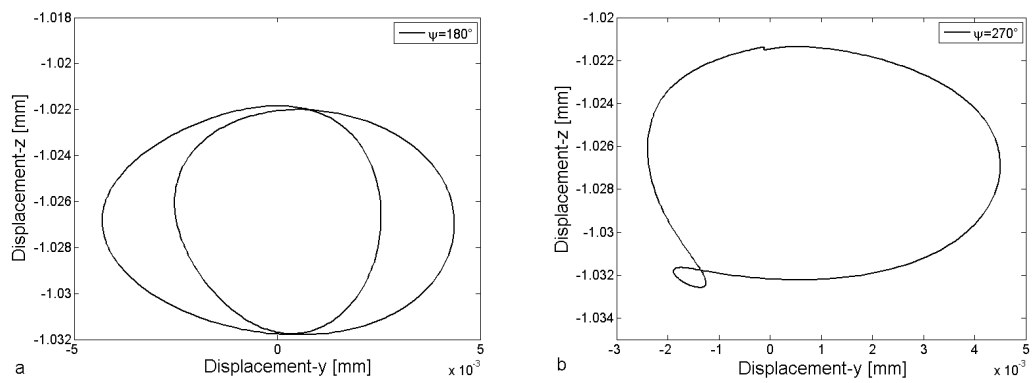 -1.018
ψ=180°
-1.02
-1.022
-1.024
-1.026
-1.028
-1.03
-1.032
Displacement-z [mm]
-5
0
5
x 10⁻³
Displacement-y [mm]
a
-1.02
ψ=270°
-1.022
-1.024
-1.026
-1.028
-1.03
-1.032
-1.034
Displacement-z [mm]
-3
-2
-1
0
1
2
3
4
5
x 10⁻³
Displacement-y [mm]
b